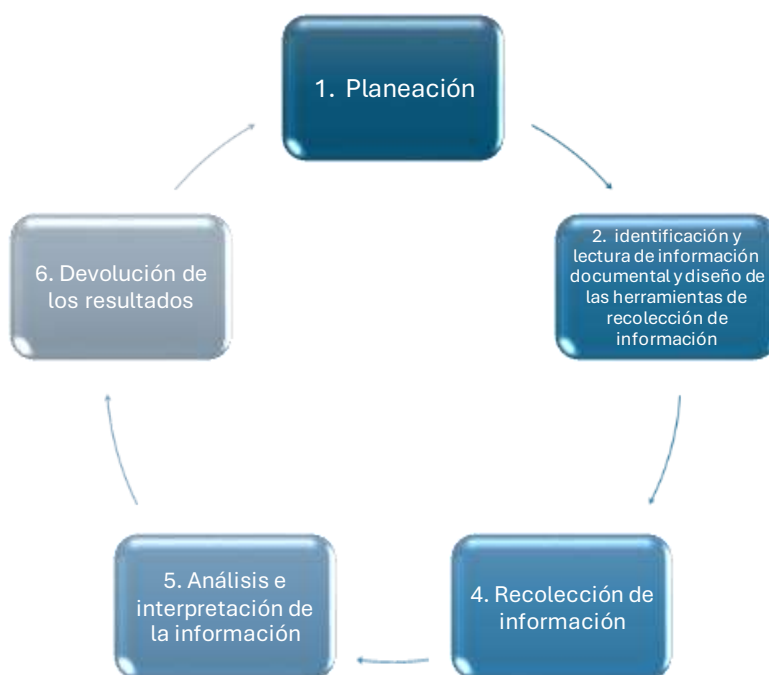 1. Planeación
2. identificación y
lectura de información
documental y diseño de
las herramientas de
recolección de
información
4. Recolección de
información
5. Análisis e
interpretación de
la información
6. Devolución de
los resultados